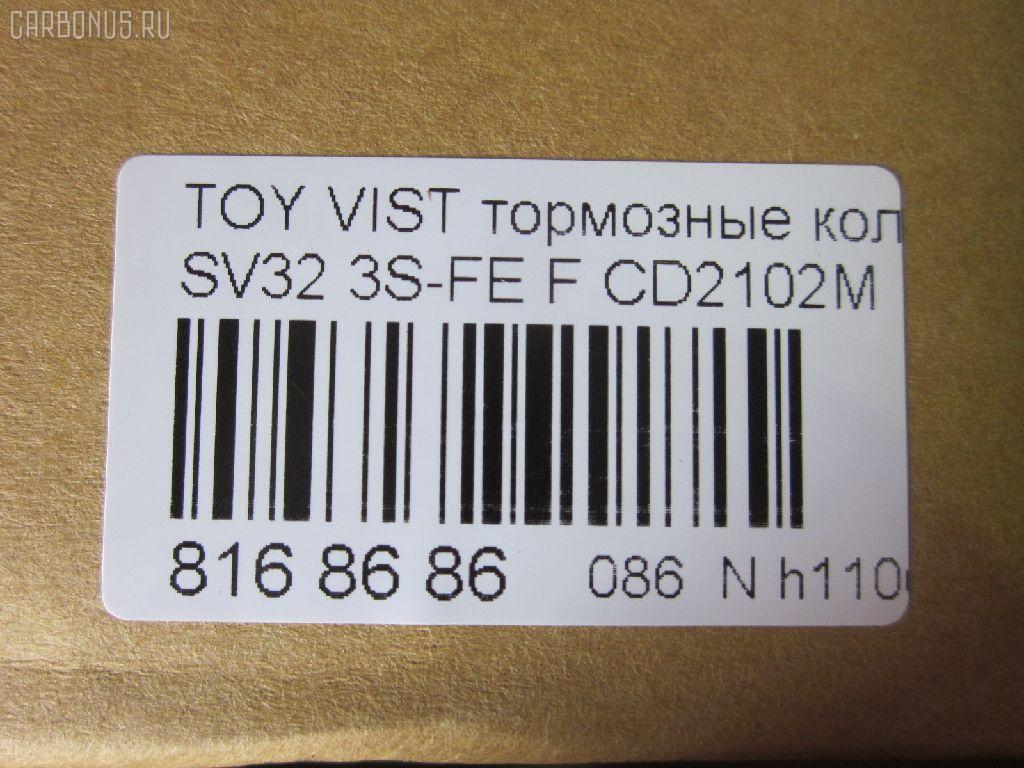 CARBONUS.RU
TOY VIST тормозные кол
SV32 3S-FE F CD2102M
816 86 86 086 N h110